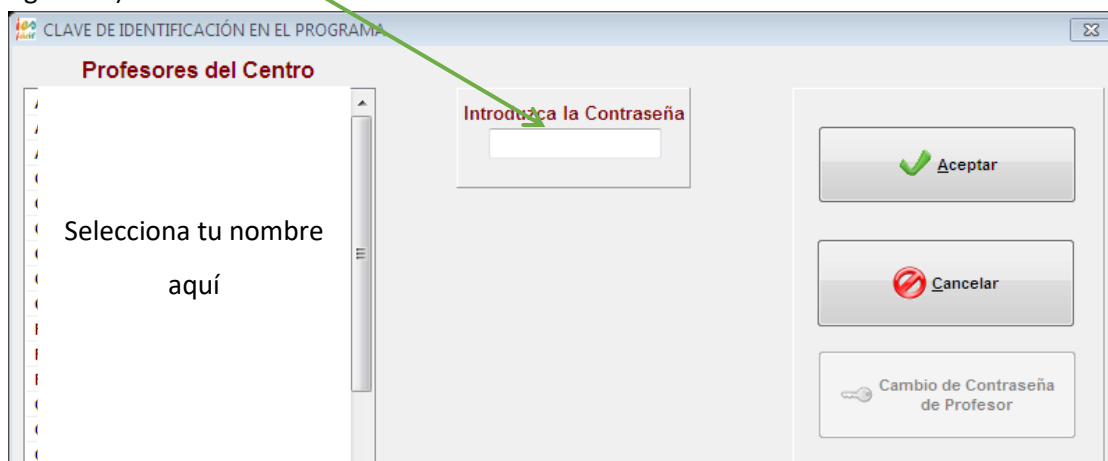 CLAVE DE IDENTIFICACIÓN EN EL PROGRAMA
Profesores del Centro
Selecciona tu nombre
aquí
Introduzca la Contraseña
Aceptar
Cancelar
Cambio de Contraseña
de Profesor